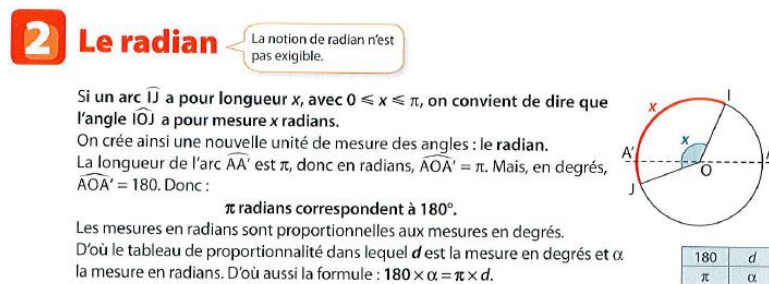 2 Le radian
La notion de radian n'est
pas exigible.
Si un arc IJ a pour longueur x, avec 0 ⩽ x ⩽ π, on convient de dire que
l'angle IOJ a pour mesure x radians.
On crée ainsi une nouvelle unité de mesure des angles : le radian.
La longueur de l'arc AA' est π, donc en radians, AOA' = π. Mais, en degrés,
AOA' = 180. Donc :
π radians correspondent à 180°.
Les mesures en radians sont proportionnelles aux mesures en degrés.
D'où le tableau de proportionnalité dans lequel d est la mesure en degrés et α
la mesure en radians. D'où aussi la formule : 180 × α = π × d.
I
x
x
A'
O
J
180 d
π α